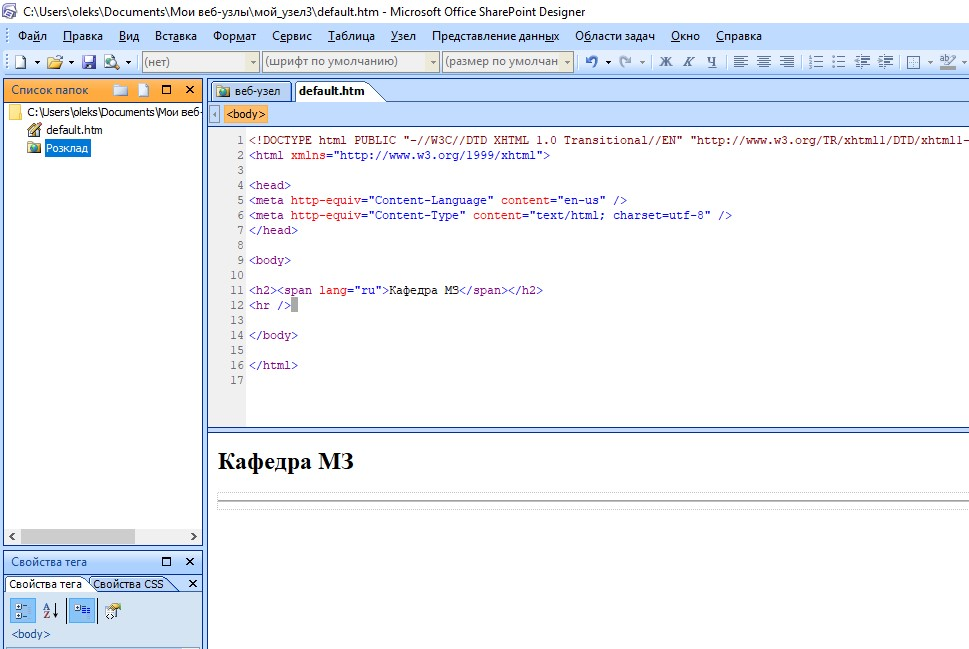 C:\Users\oleks\Documents\Мои веб-узлы\мой_узел3\default.htm - Microsoft Office SharePoint Designer
Файл Правка Вид Вставка Формат Сервис Таблица Узел Представление данных Области задач Окно Справка
(нет) (шрифт по умолчанию) (размер по умолчан Ж К Ч
Список папок
C:\Users\oleks\Documents\Мои веб-
default.htm
Розклад
веб-узел default.htm
<body>
1 <!DOCTYPE html PUBLIC "-//W3C//DTD XHTML 1.0 Transitional//EN" "http://www.w3.org/TR/xhtml1/DTD/xhtml1-
2 <html xmlns="http://www.w3.org/1999/xhtml">
3
4 <head>
5 <meta http-equiv="Content-Language" content="en-us" />
6 <meta http-equiv="Content-Type" content="text/html; charset=utf-8" />
7 </head>
8
9 <body>
10
11 <h2><span lang="ru">Кафедра МЗ</span></h2>
12 <hr />
13
14 </body>
15
16 </html>
17
Кафедра МЗ
Свойства тега
Свойства тега Свойства CSS
<body>